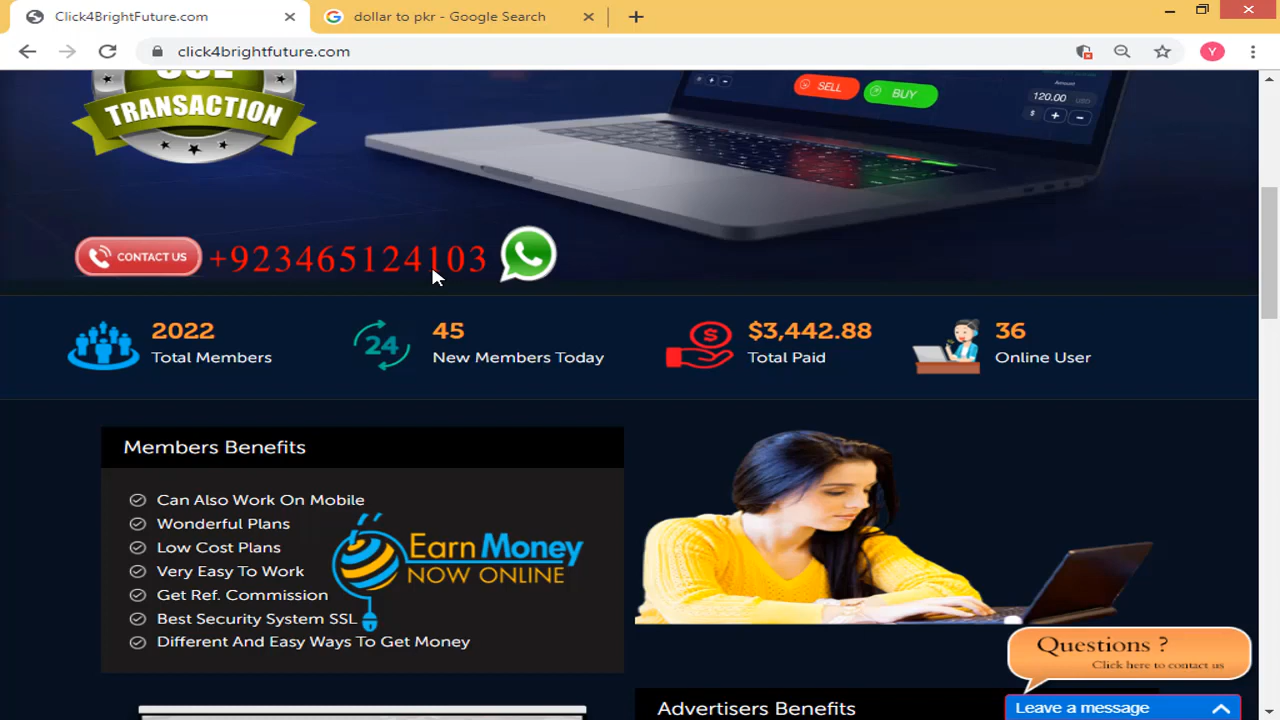 Click4BrightFuture.com
dollar to pkr - Google Search
click4brightfuture.com
Y
TRANSACTION
SELL
BUY
Amount
120.00 USD
$ + -
CONTACT US +923465124103
2022
Total Members
24
45
New Members Today
$3,442.88
Total Paid
36
Online User
Members Benefits
Can Also Work On Mobile
Wonderful Plans
Low Cost Plans
Very Easy To Work
Get Ref. Commission
Best Security System SSL
Different And Easy Ways To Get Money
Earn Money
NOW ONLINE
Questions ?
Click here to contact us
Advertisers Benefits
Leave a message